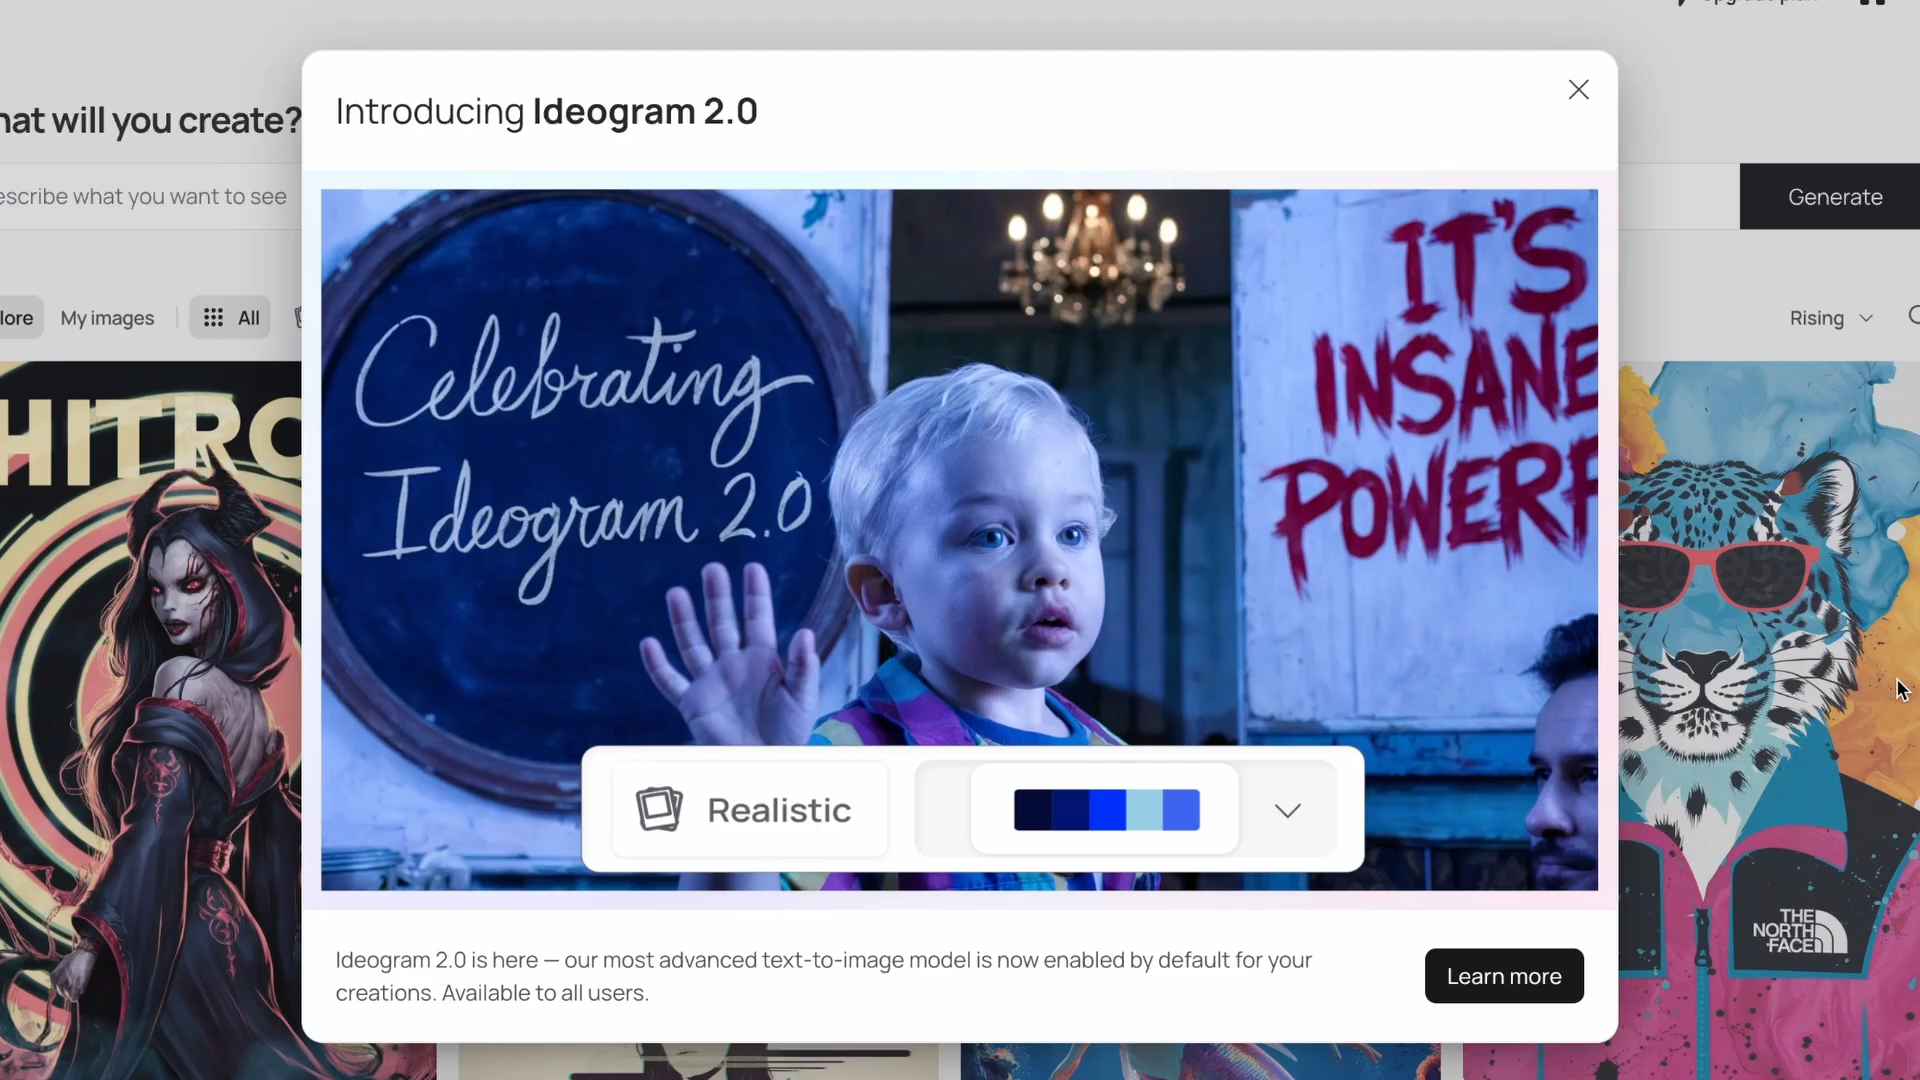 Upgrade plan
hat will you create?
Introducing Ideogram 2.0
escribe what you want to see
Generate
lore
My images
All
Rising
Celebrating
Ideogram 2.0
IT'S
INSANE
POWERF
HITRO
Realistic
THE
NORTH
FACE
Ideogram 2.0 is here — our most advanced text-to-image model is now enabled by default for your
creations. Available to all users.
Learn more